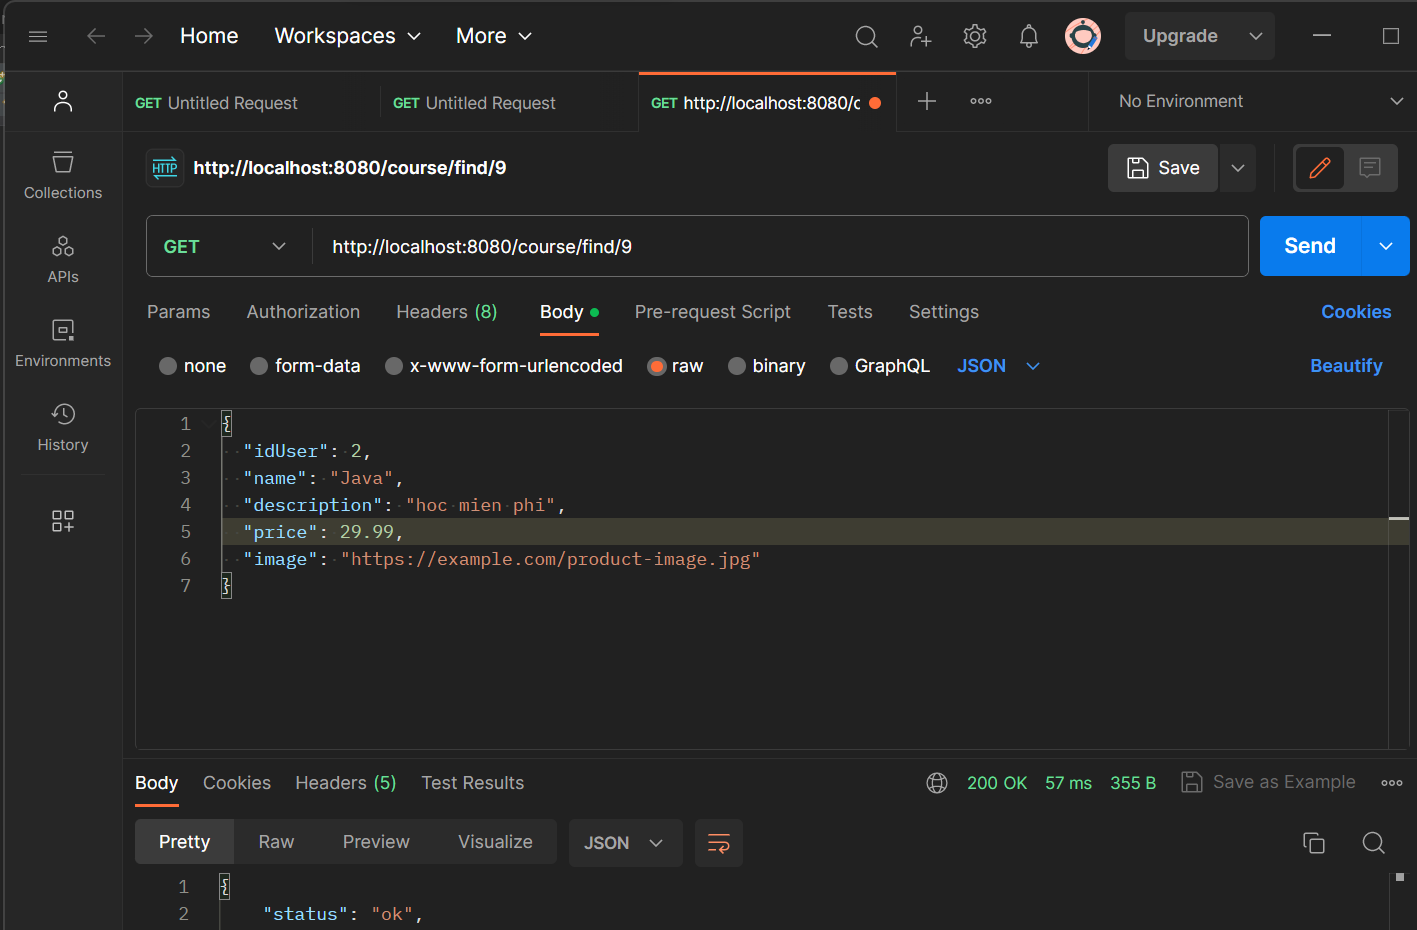 Home Workspaces More Upgrade
GET Untitled Request GET Untitled Request GET http://localhost:8080/c No Environment
HTTP http://localhost:8080/course/find/9 Save
Collections
APIs
Environments
History
GET http://localhost:8080/course/find/9 Send
Params Authorization Headers (8) Body Pre-request Script Tests Settings Cookies
none form-data x-www-form-urlencoded raw binary GraphQL JSON Beautify
1 {
2 "idUser": 2,
3 "name": "Java",
4 "description": "hoc mien phi",
5 "price": 29.99,
6 "image": "https://example.com/product-image.jpg"
7 }
Body Cookies Headers (5) Test Results 200 OK 57 ms 355 B Save as Example
Pretty Raw Preview Visualize JSON
1 {
2 "status": "ok",